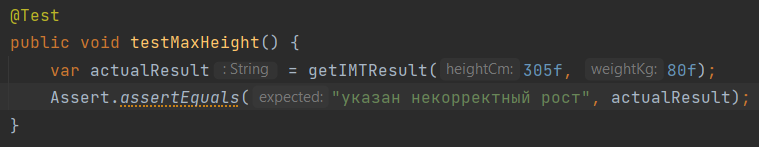 @Test
public void testMaxHeight() {
var actualResult : String = getIMTResult( heightCm: 305f, weightKg: 80f);
Assert.assertEquals( expected: "указан некорректный рост", actualResult);
}